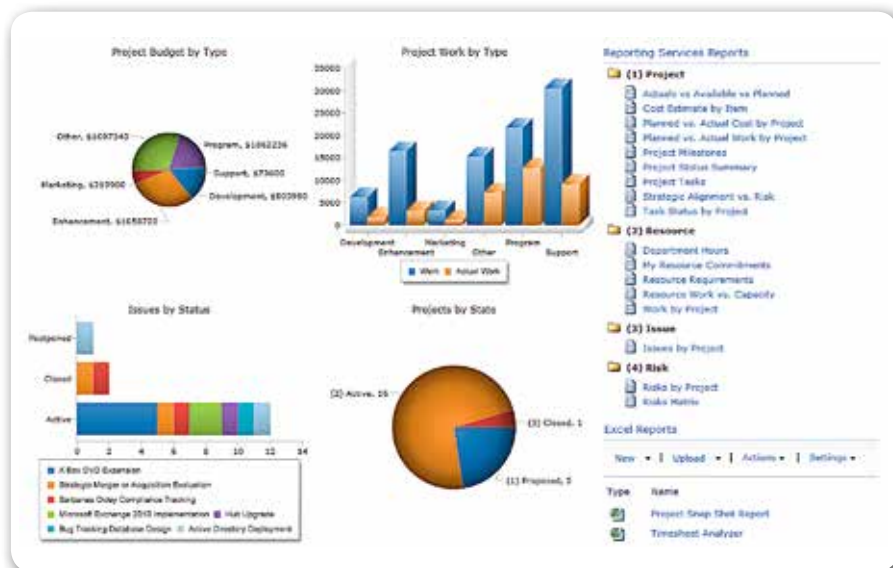 Project Budget by Type
Other, $1097340
Program, $1062236
Support, $73600
Marketing, $
Development, $
Enhancement, $1058700
Project Work by Type
35000
30000
25000
20000
15000
10000
5000
0
Development
Enhancement
Marketing
Other
Program
Support
Work
Actual Work
Issues by Status
Postponed
Closed
Active
0
2
4
6
8
10
12
14
X Box DVD Expansion
Strategic Merger or Acquisition Evaluation
Sarbanes Oxley Compliance Tracking
Microsoft Exchange 2010 Implementation
Hub Upgrade
Bug Tracking Database Design
Active Directory Deployment
Projects by State
(2) Active, 16
(3) Closed, 1
(1) Proposed, 5
Reporting Services Reports
(1) Project
Actuals vs Available vs Planned
Cost Estimate by Item
Planned vs. Actual Cost by Project
Planned vs. Actual Work by Project
Project Milestones
Project Status Summary
Project Tasks
Strategic Alignment vs. Risk
Task Status by Project
(2) Resource
Department Hours
My Resource Commitments
Resource Requirements
Resource Work vs. Capacity
Work by Project
(3) Issue
Issues by Project
(4) Risk
Risks by Project
Risks Matrix
Excel Reports
New | Upload | Actions | Settings
Type Name
Project Snap Shot Report
Timesheet Analyzer